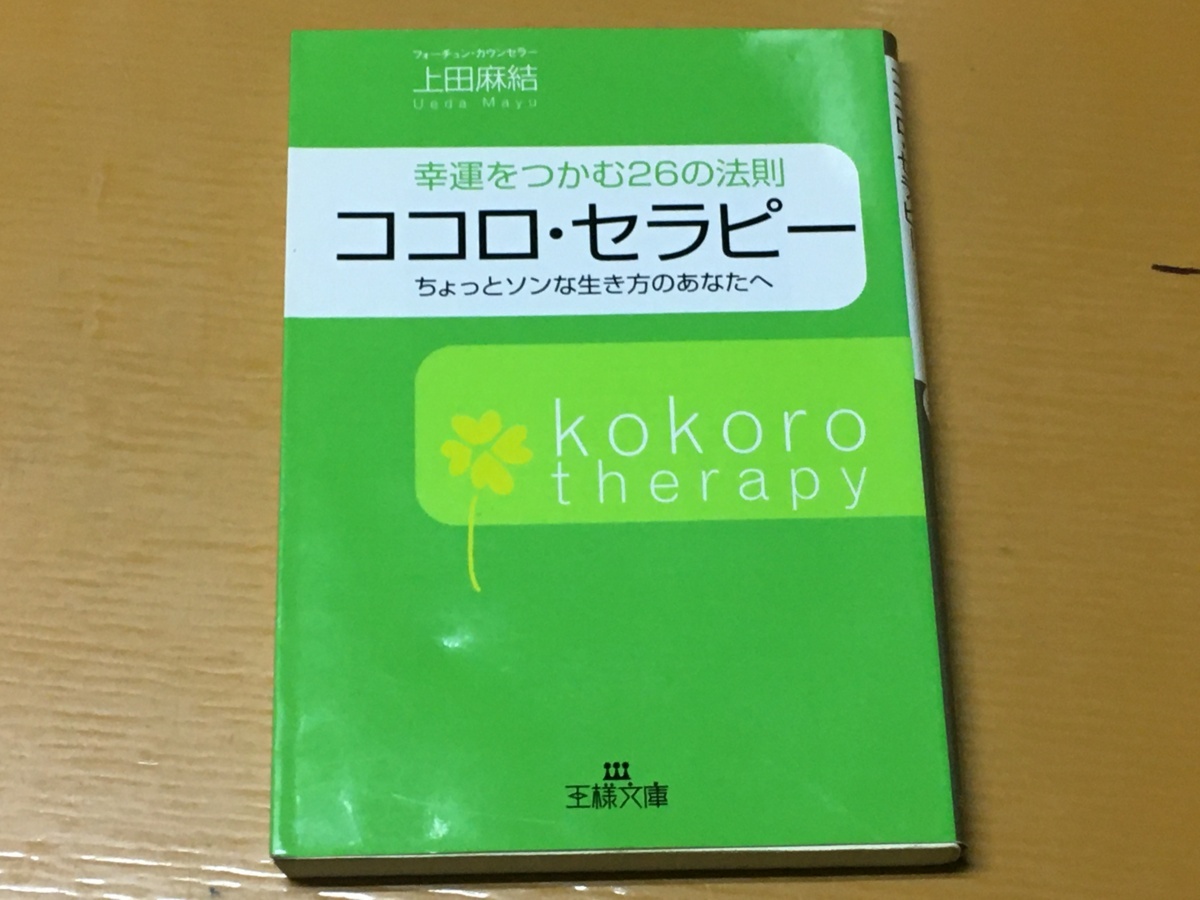 フォーチュン・カウンセラー
上田麻結
Ueda Mayu
幸運をつかむ26の法則
ココロ・セラピー
ちょっとソンな生き方のあなたへ
kokoro
therapy
王様文庫